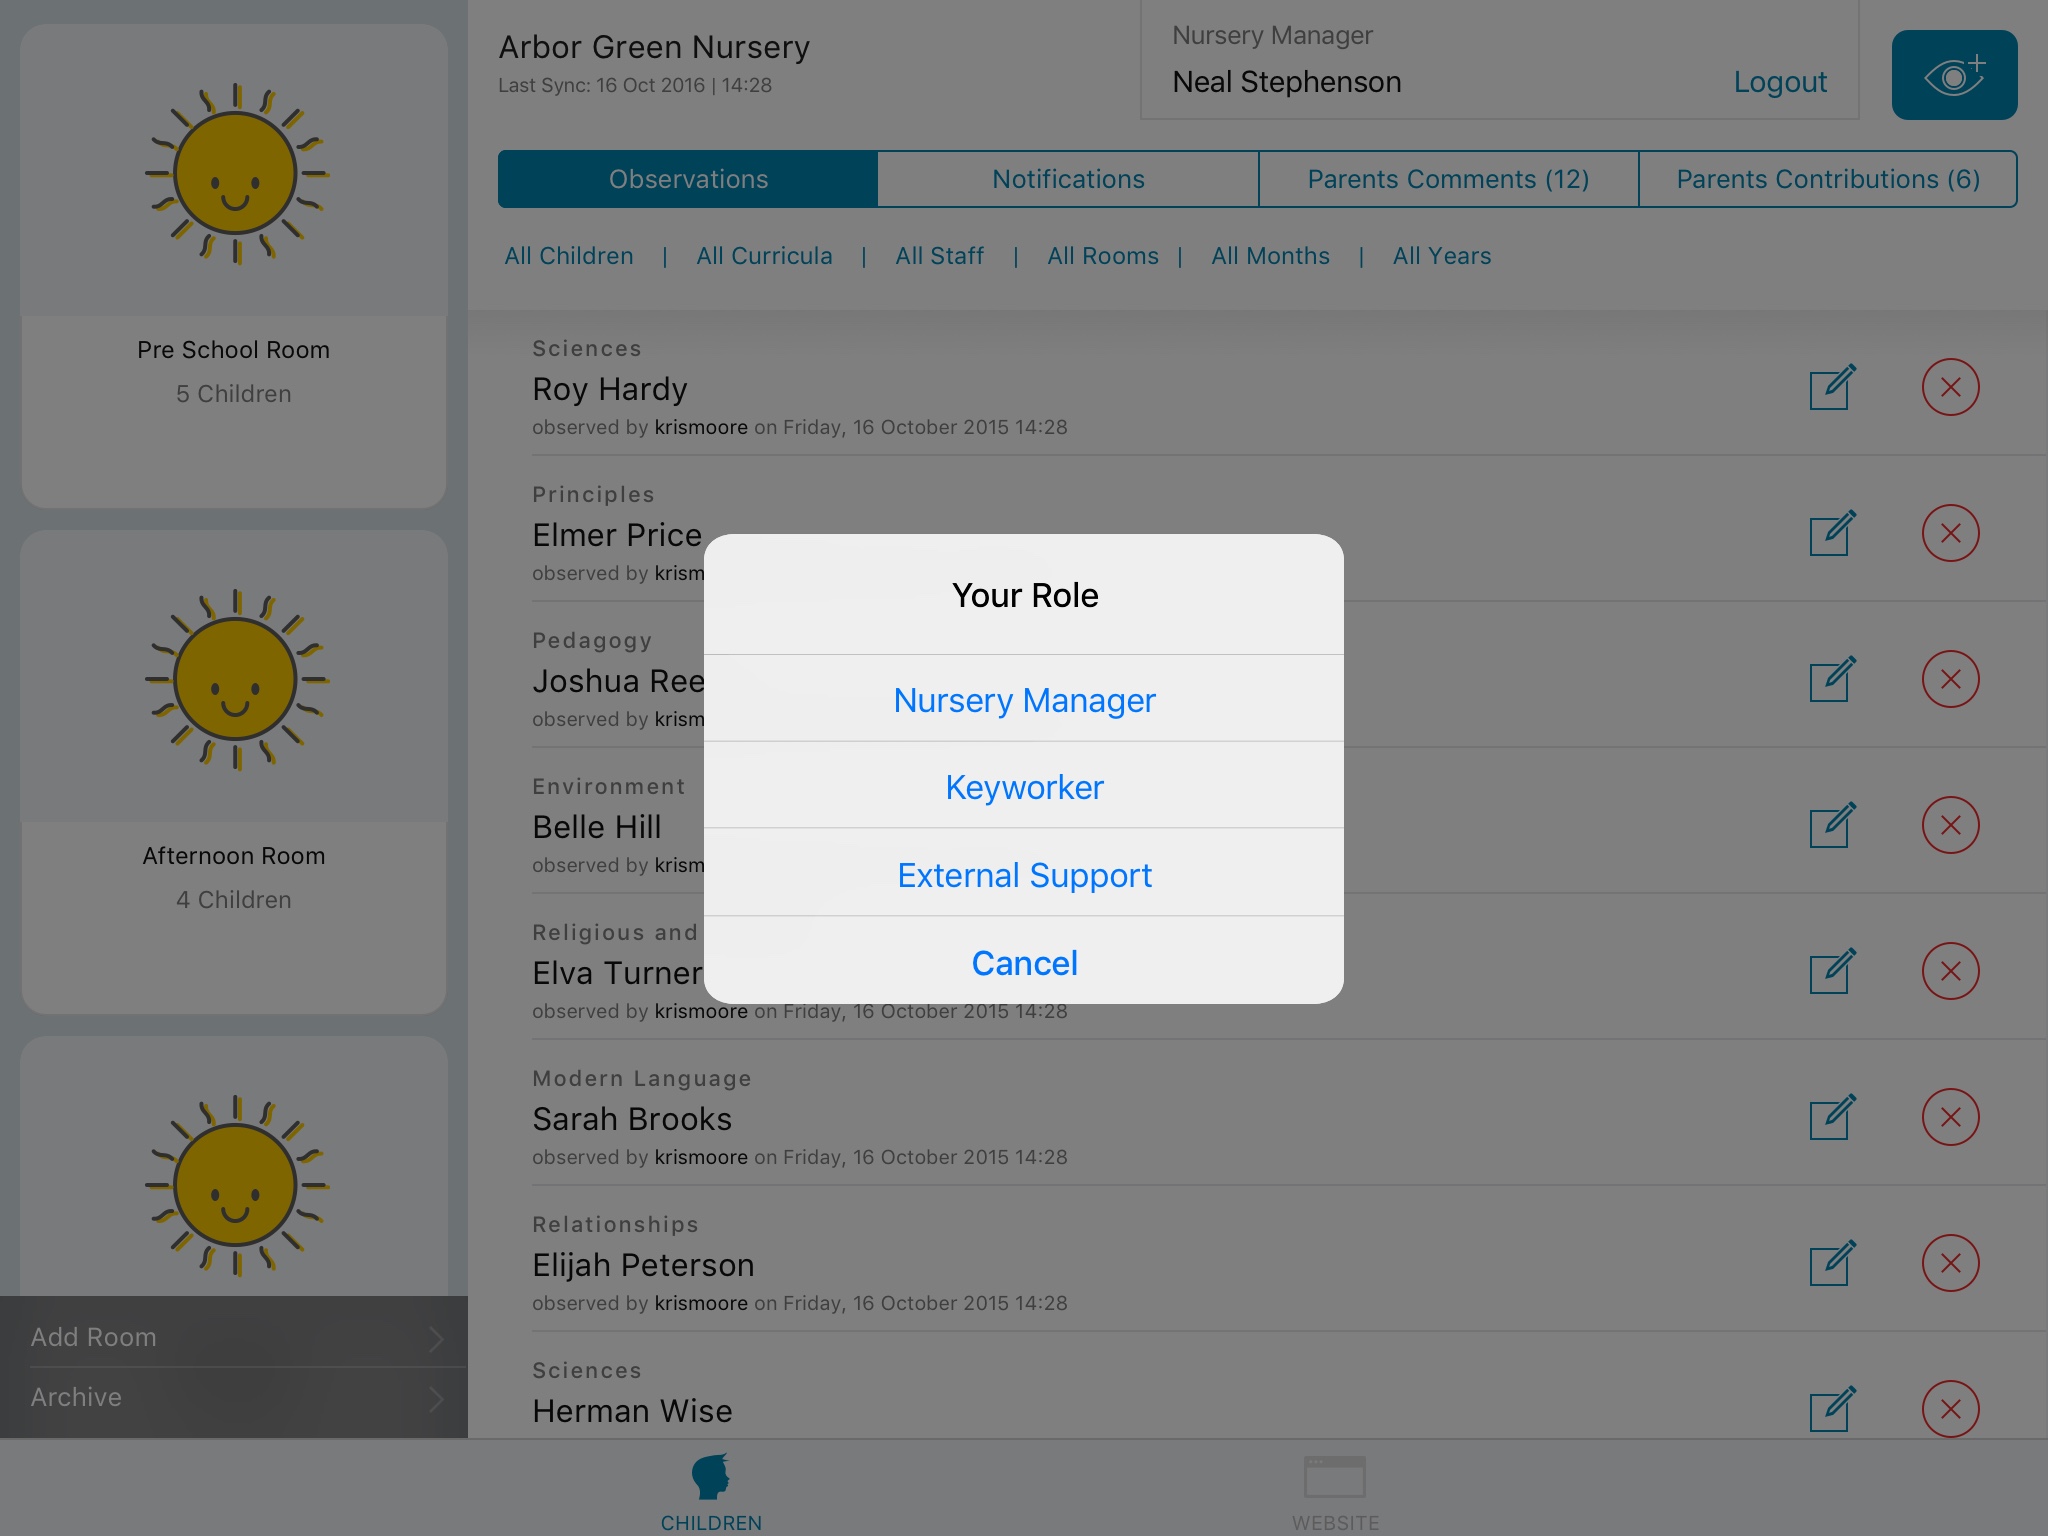 Arbor Green Nursery
Last Sync: 16 Oct 2016 | 14:28
Nursery Manager
Neal Stephenson
Logout
Observations
Notifications
Parents Comments (12)
Parents Contributions (6)
All Children | All Curricula | All Staff | All Rooms | All Months | All Years
Pre School Room
5 Children
Afternoon Room
4 Children
Add Room
Archive
Sciences
Roy Hardy
observed by krismoore on Friday, 16 October 2015 14:28
Principles
Elmer Price
observed by
Pedagogy
Joshua
observed by
Environment
Belle Hill
observed by
Religious and
Elva Turner
observed by krismoore on Friday, 16 October 2015 14:28
Modern Language
Sarah Brooks
observed by krismoore on Friday, 16 October 2015 14:28
Relationships
Elijah Peterson
observed by krismoore on Friday, 16 October 2015 14:28
Sciences
Herman Wise
Your Role
Nursery Manager
Keyworker
External Support
Cancel
CHILDREN
WEBSITE